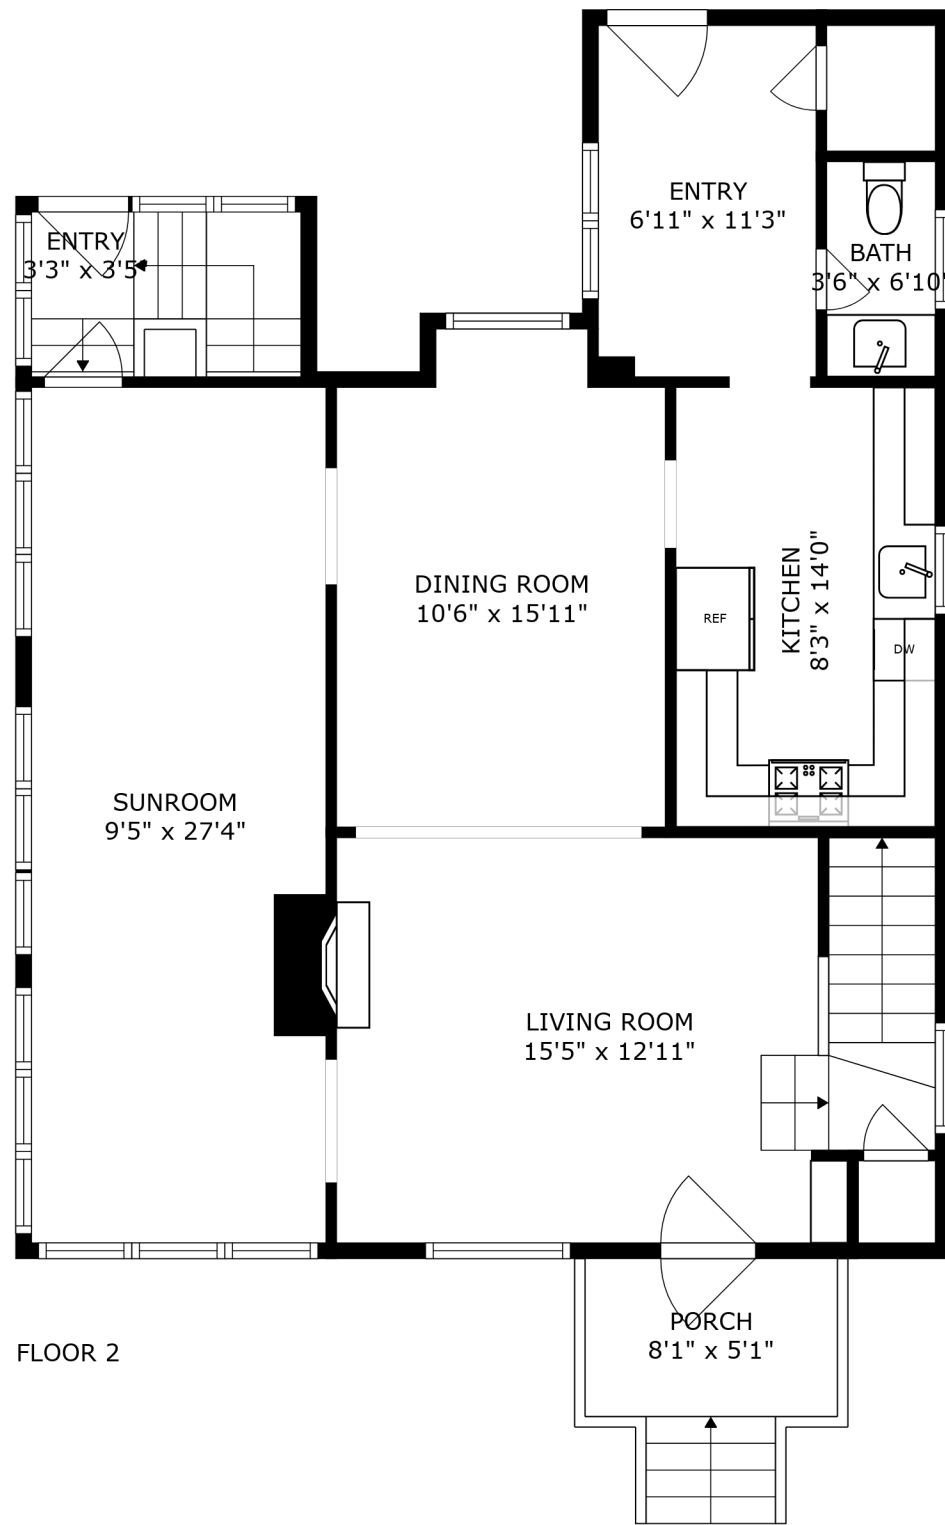 ENTRY
6'11" x 11'3"
ENTRY
3'3" x 3'5"
BATH
3'6" x 6'10"
DINING ROOM
10'6" x 15'11"
KITCHEN
8'3" x 14'0"
REF
DW
SUNROOM
9'5" x 27'4"
LIVING ROOM
15'5" x 12'11"
PORCH
8'1" x 5'1"
FLOOR 2